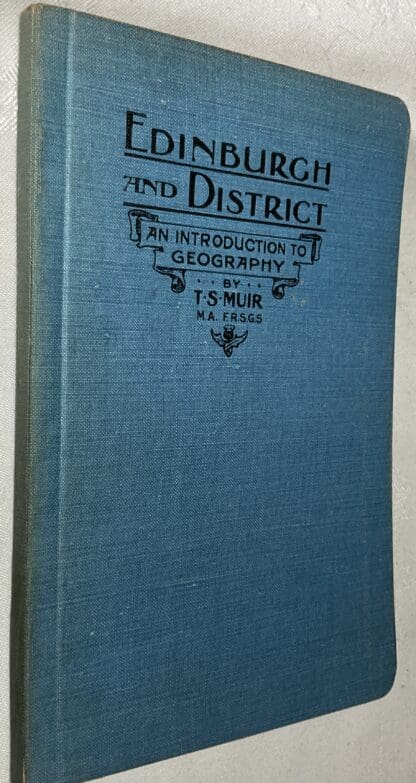 EDINBURGH
AND DISTRICT
AN INTRODUCTION TO
GEOGRAPHY
· · BY · ·
T·S·MUIR
M.A. F.R.S.G.S